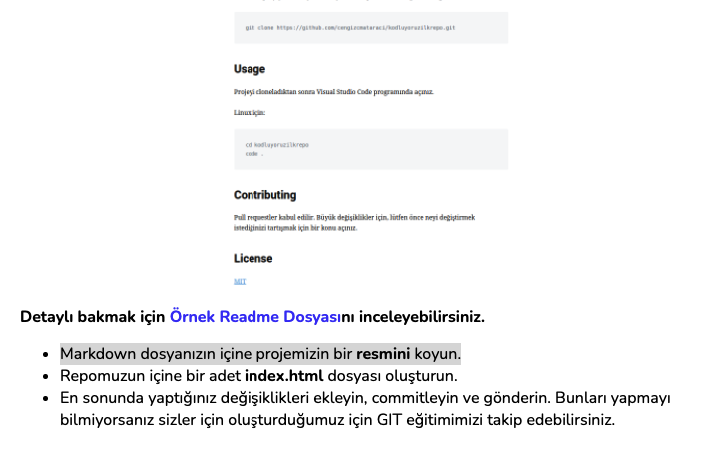 git clone https://github.com/cengizcmataraci/kodluyoruzilkrepo.git
Usage
Projeyi cloneladıktan sonra Visual Studio Code programında açınız.
Linux için:
cd kodluyoruzilkrepo
code .
Contributing
Pull requestler kabul edilir. Büyük değişiklikler için, lütfen önce neyi değiştirmek
istediğinizi tartışmak için bir konu açınız.
License
MIT
Detaylı bakmak için Örnek Readme Dosyasını inceleyebilirsiniz.
Markdown dosyanızın içine projemizin bir resmini koyun.
Repomuzun içine bir adet index.html dosyası oluşturun.
En sonunda yaptığınız değişiklikleri ekleyin, commitleyin ve gönderin. Bunları yapmayı
bilmiyorsanız sizler için oluşturduğumuz için GIT eğitimimizi takip edebilirsiniz.